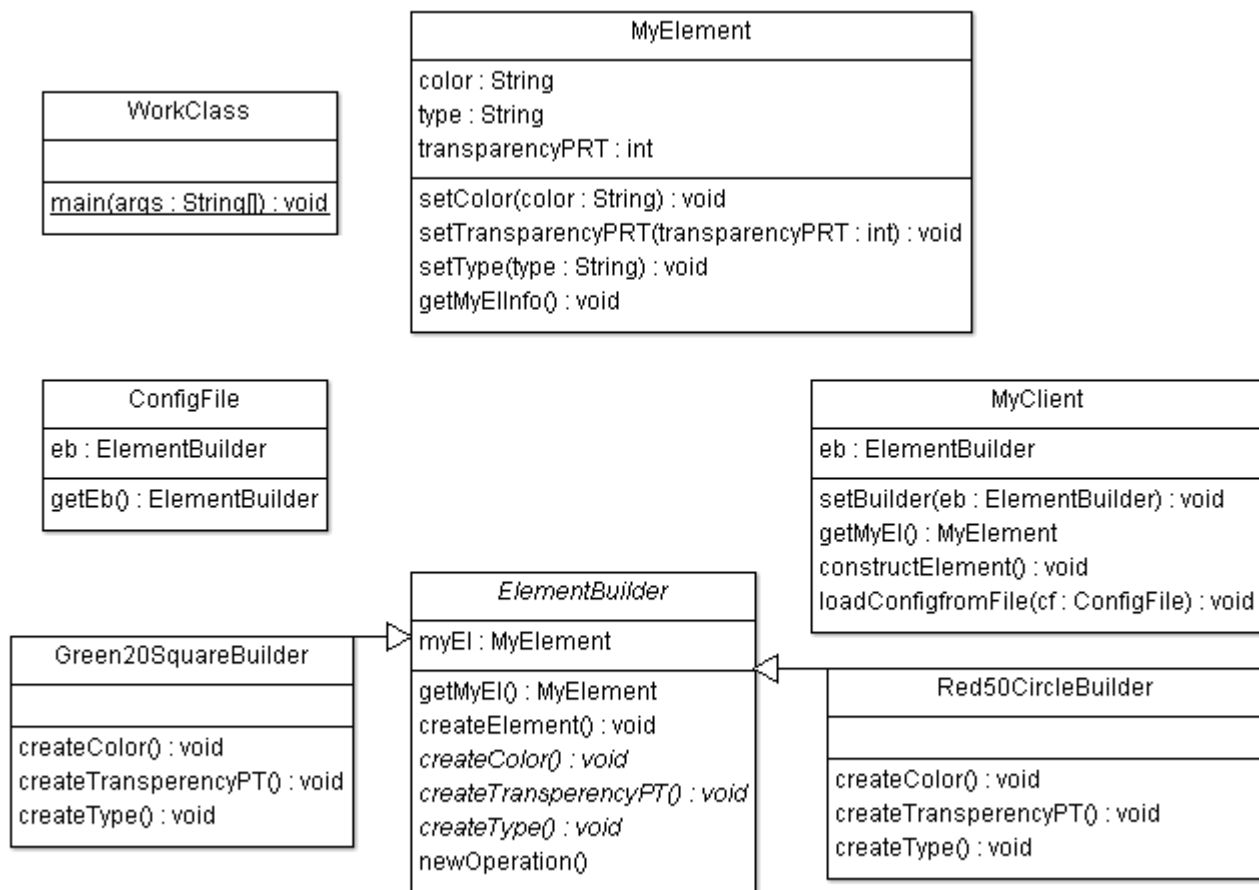 MyElement
color : String
type : String
transparencyPRT : int
setColor(color : String) : void
setTransparencyPRT(transparencyPRT : int) : void
setType(type : String) : void
getMyElInfo() : void
WorkClass
main(args : String[]) : void
ConfigFile
eb : ElementBuilder
getEb() : ElementBuilder
MyClient
eb : ElementBuilder
setBuilder(eb : ElementBuilder) : void
getMyEl() : MyElement
constructElement() : void
loadConfigfromFile(cf : ConfigFile) : void
ElementBuilder
myEl : MyElement
getMyEl() : MyElement
createElement() : void
createColor() : void
createTransperencyPT() : void
createType() : void
newOperation()
Green20SquareBuilder
createColor() : void
createTransperencyPT() : void
createType() : void
Red50CircleBuilder
createColor() : void
createTransperencyPT() : void
createType() : void